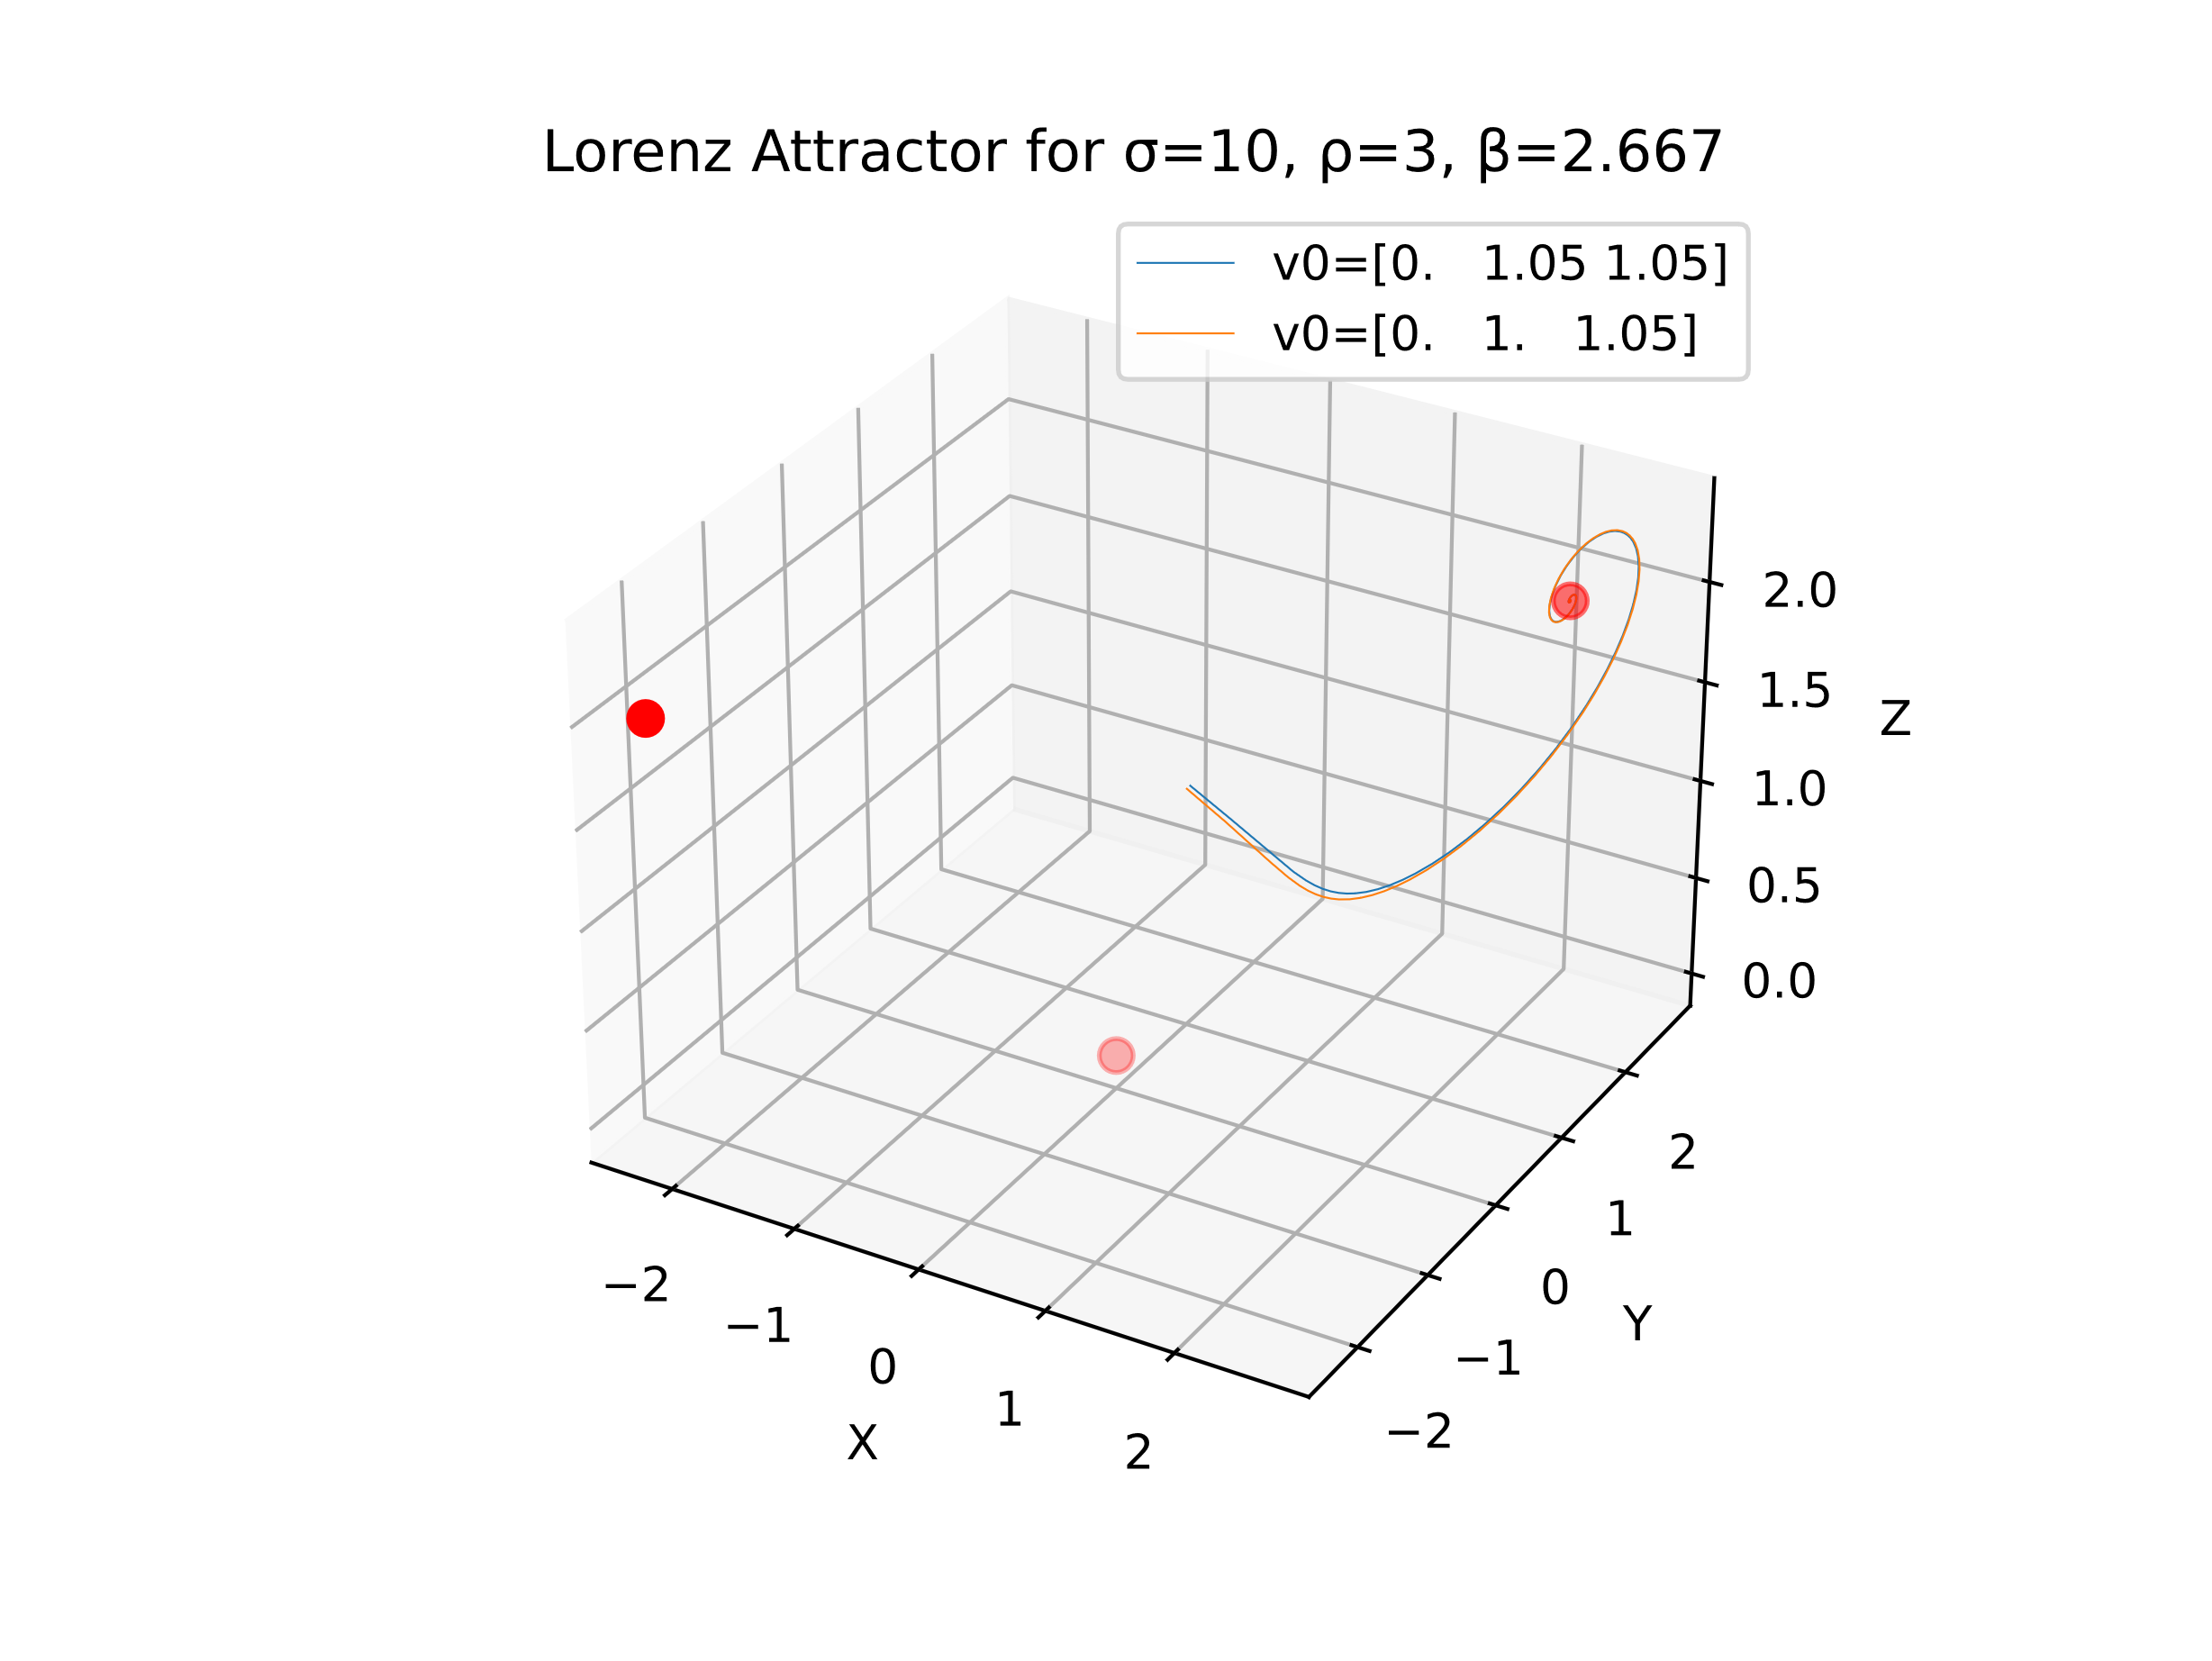 Lorenz Attractor for σ=10, ρ=3, β=2.667
v0=[0.   1.05 1.05]
v0=[0.   1.   1.05]
2.0
1.5
Z
1.0
0.5
0.0
2
1
0
Y
−1
−2
−2
−1
0
1
2
X